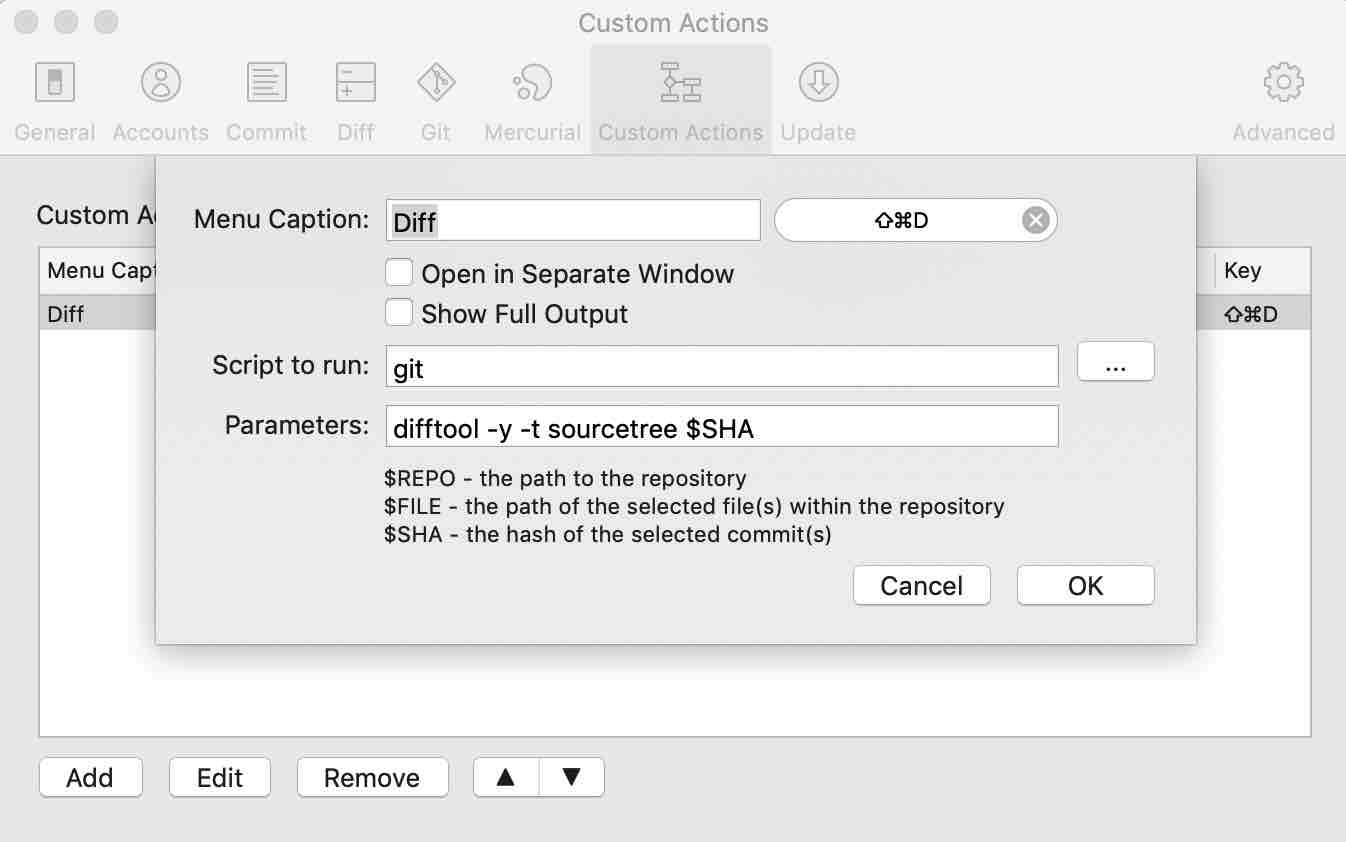 Custom Actions
General Accounts Commit Diff Git Mercurial Custom Actions Update Advanced
Custom A
Menu Caption: Diff ⇧⌘D
Open in Separate Window
Menu Capt Key
Show Full Output
Diff ⇧⌘D
Script to run: git ...
Parameters: difftool -y -t sourcetree $SHA
$REPO - the path to the repository
$FILE - the path of the selected file(s) within the repository
$SHA - the hash of the selected commit(s)
Cancel OK
Add Edit Remove ▲ ▼